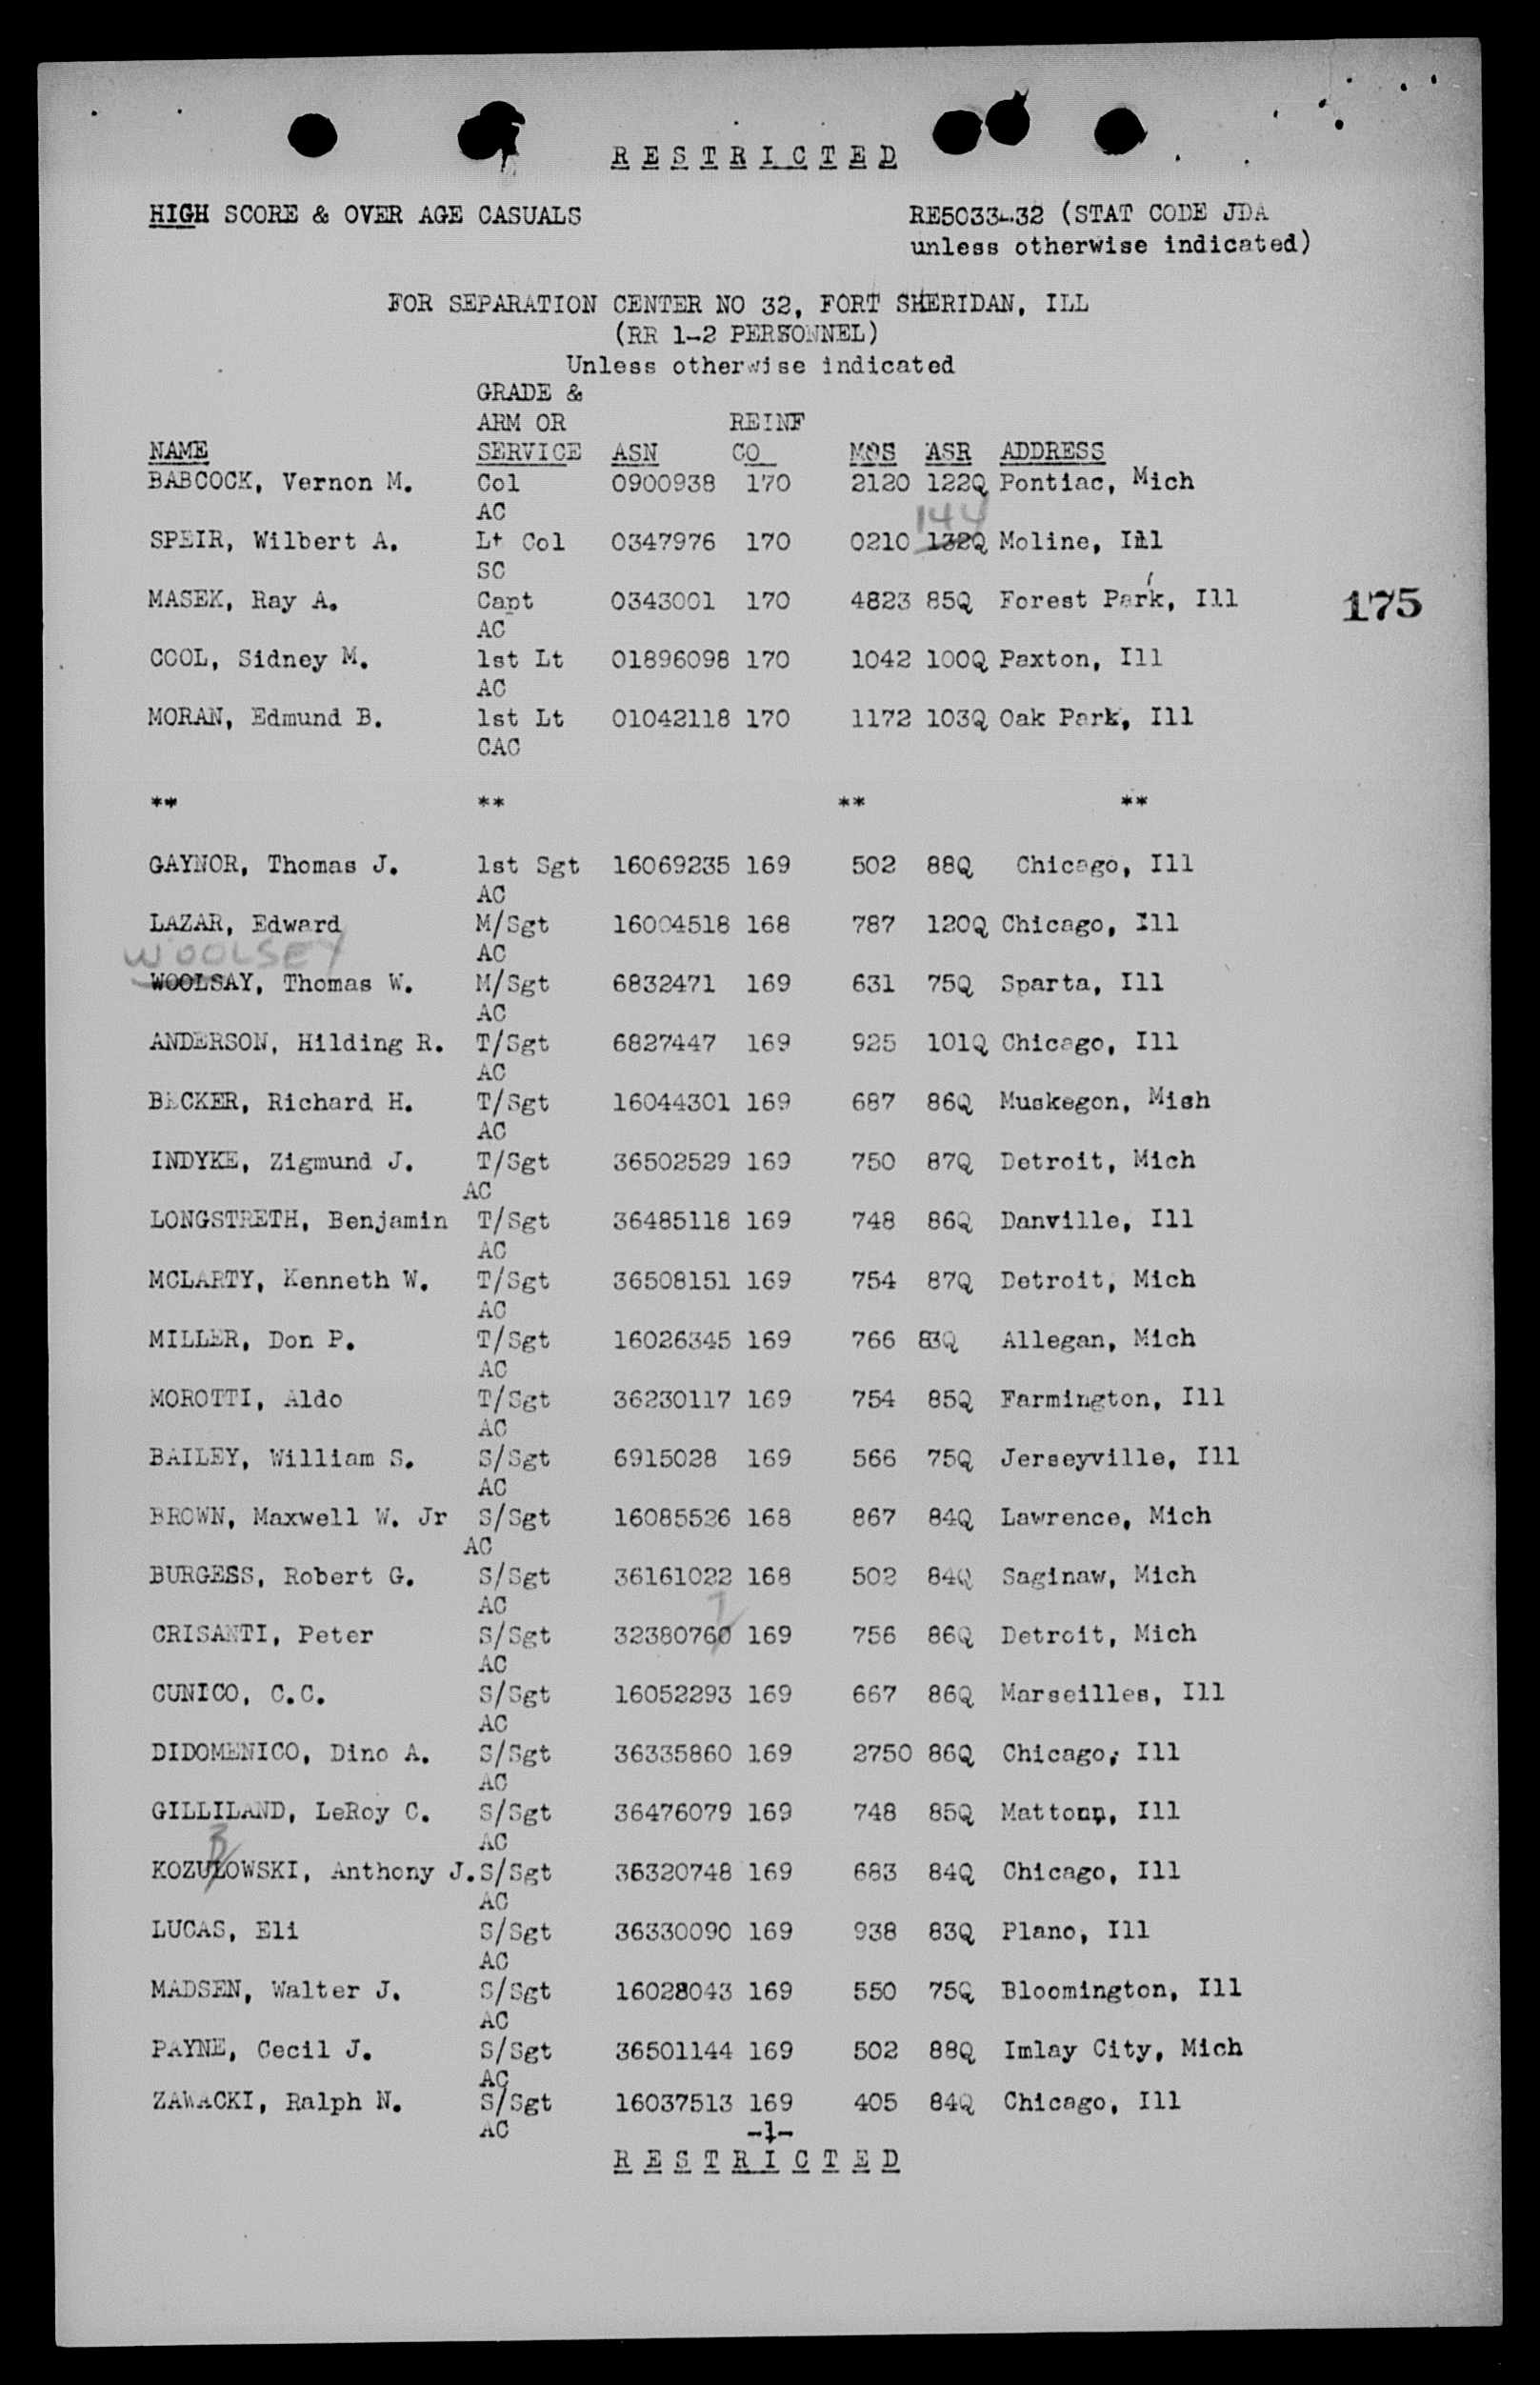 R E S T R I C T E D
HIGH SCORE & OVER AGE CASUALS RE5033-32 (STAT CODE JDA
unless otherwise indicated)
FOR SEPARATION CENTER NO 32, FORT SHERIDAN, ILL
(RR 1-2 PERSONNEL)
Unless otherwise indicated
GRADE &
ARM OR REINF
NAME SERVICE ASN CO MOS ASR ADDRESS
BABCOCK, Vernon M. Col 0900938 170 2120 122Q Pontiac, Mich
AC 144
SPEIR, Wilbert A. Lt Col 0347976 170 0210 132Q Moline, Ill
SC
MASEK, Ray A. Capt 0343001 170 4823 85Q Forest Park, Ill 175
AC
COOL, Sidney M. 1st Lt 01896098 170 1042 100Q Paxton, Ill
AC
MORAN, Edmund B. 1st Lt 01042118 170 1172 103Q Oak Park, Ill
CAC
** ** ** **
GAYNOR, Thomas J. 1st Sgt 16069235 169 502 88Q Chicago, Ill
AC
LAZAR, Edward M/Sgt 16004518 168 787 120Q Chicago, Ill
WOOLSEY AC
WOOLSAY, Thomas W. M/Sgt 6832471 169 631 75Q Sparta, Ill
AC
ANDERSON, Hilding R. T/Sgt 6827447 169 925 101Q Chicago, Ill
AC
BECKER, Richard H. T/Sgt 16044301 169 687 86Q Muskegon, Mish
AC
INDYKE, Zigmund J. T/Sgt 36502529 169 750 87Q Detroit, Mich
AC
LONGSTRETH, Benjamin T/Sgt 36485118 169 748 86Q Danville, Ill
AC
MCLARTY, Kenneth W. T/Sgt 36508151 169 754 87Q Detroit, Mich
AC
MILLER, Don P. T/Sgt 16026345 169 766 83Q Allegan, Mich
AC
MOROTTI, Aldo T/Sgt 36230117 169 754 85Q Farmington, Ill
AC
BAILEY, William S. S/Sgt 6915028 169 566 75Q Jerseyville, Ill
AC
BROWN, Maxwell W. Jr S/Sgt 16085526 168 867 84Q Lawrence, Mich
AC
BURGESS, Robert G. S/Sgt 36161022 168 502 84Q Saginaw, Mich
AC 7
CRISANTI, Peter S/Sgt 32380760 169 756 86Q Detroit, Mich
AC
CUNICO, C.C. S/Sgt 16052293 169 667 86Q Marseilles, Ill
AC
DIDOMENICO, Dino A. S/Sgt 36335860 169 2750 86Q Chicago, Ill
AC
GILLILAND, LeRoy C. S/Sgt 36476079 169 748 85Q Mattonn, Ill
AC
KOZULOWSKI, Anthony J. S/Sgt 36320748 169 683 84Q Chicago, Ill
AC
LUCAS, Eli S/Sgt 36330090 169 938 83Q Plano, Ill
AC
MADSEN, Walter J. S/Sgt 16028043 169 550 75Q Bloomington, Ill
AC
PAYNE, Cecil J. S/Sgt 36501144 169 502 88Q Imlay City, Mich
AC
ZAWACKI, Ralph N. S/Sgt 16037513 169 405 84Q Chicago, Ill
AC -1-
R E S T R I C T E D